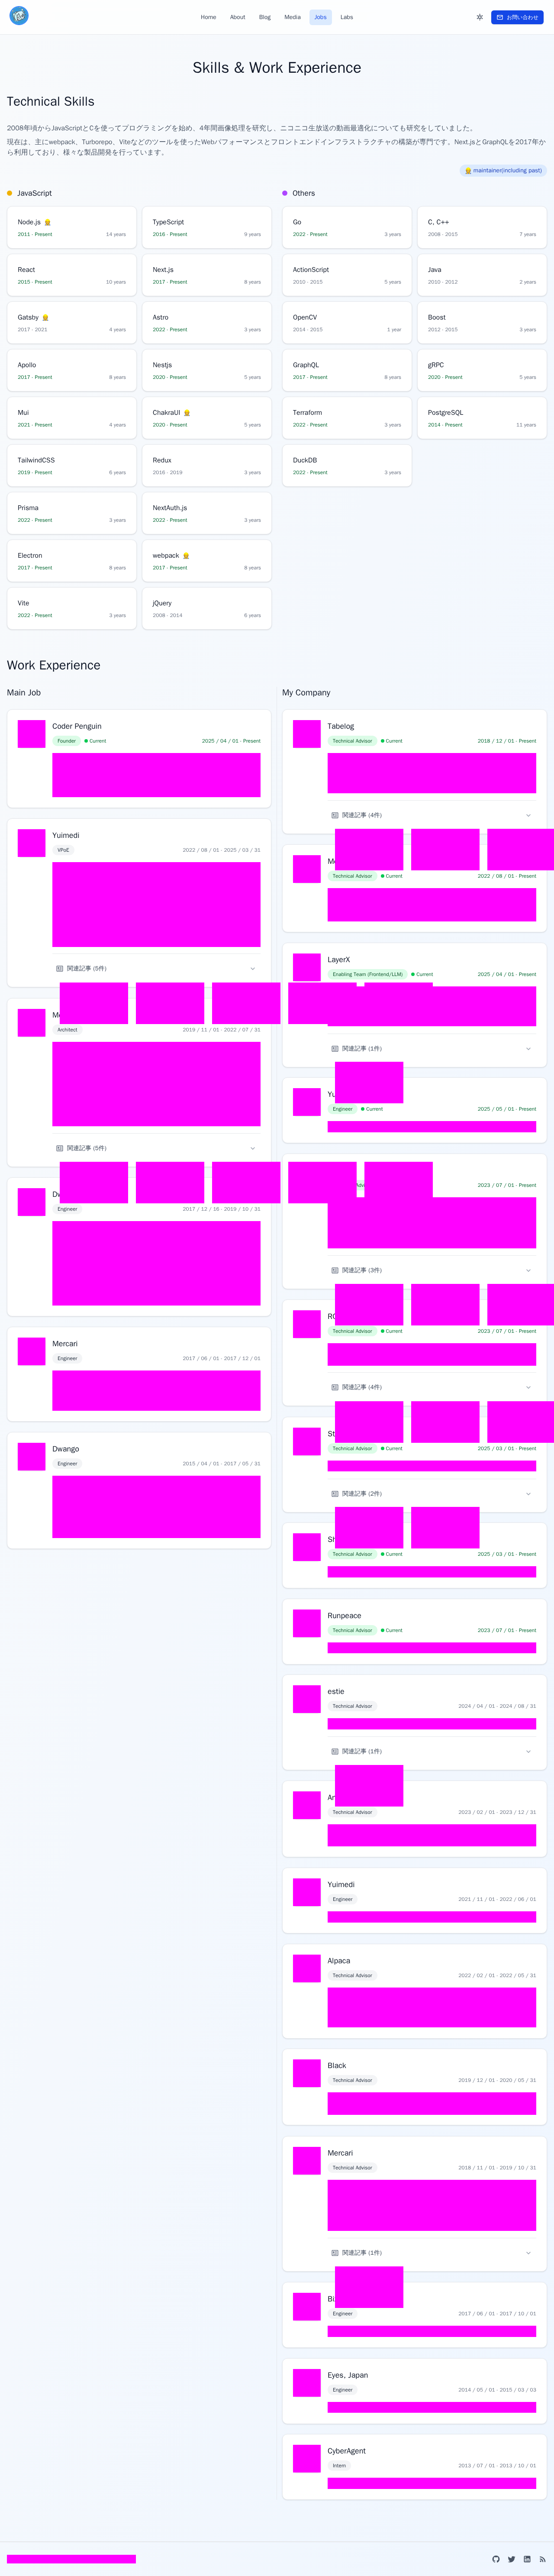 Home
About
Blog
Media
Jobs
Labs
お問い合わせ
Skills & Work Experience
Technical Skills
2008年頃からJavaScriptとCを使ってプログラミングを始め、4年間画像処理を研究し、ニコニコ生放送の動画最適化についても研究をしていました。
現在は、主にwebpack、Turborepo、Viteなどのツールを使ったWebパフォーマンスとフロントエンドインフラストラクチャの構築が専門です。Next.jsとGraphQLを2017年か
ら利用しており、様々な製品開発を行っています。
👷 maintainer(including past)
JavaScript
Node.js 👷
2011 - Present 14 years
TypeScript
2016 - Present 9 years
React
2015 - Present 10 years
Next.js
2017 - Present 8 years
Gatsby 👷
2017 - 2021 4 years
Astro
2022 - Present 3 years
Apollo
2017 - Present 8 years
Nestjs
2020 - Present 5 years
Mui
2021 - Present 4 years
ChakraUI 👷
2020 - Present 5 years
TailwindCSS
2019 - Present 6 years
Redux
2016 - 2019 3 years
Prisma
2022 - Present 3 years
NextAuth.js
2022 - Present 3 years
Electron
2017 - Present 8 years
webpack 👷
2017 - Present 8 years
Vite
2022 - Present 3 years
jQuery
2008 - 2014 6 years
Others
Go
2022 - Present 3 years
C, C++
2008 - 2015 7 years
ActionScript
2010 - 2015 5 years
Java
2010 - 2012 2 years
OpenCV
2014 - 2015 1 year
Boost
2012 - 2015 3 years
GraphQL
2017 - Present 8 years
gRPC
2020 - Present 5 years
Terraform
2022 - Present 3 years
PostgreSQL
2014 - Present 11 years
DuckDB
2022 - Present 3 years
Work Experience
Main Job
Coder Penguin
Founder Current 2025 / 04 / 01 - Present
Yuimedi
VPoE 2022 / 08 / 01 - 2025 / 03 / 31
関連記事 (5件)
Architect 2019 / 11 / 01 - 2022 / 07 / 31
関連記事 (5件)
Engineer 2017 / 12 / 16 - 2019 / 10 / 31
Mercari
Engineer 2017 / 06 / 01 - 2017 / 12 / 01
Dwango
Engineer 2015 / 04 / 01 - 2017 / 05 / 31
My Company
Tabelog
Technical Advisor Current 2018 / 12 / 01 - Present
関連記事 (4件)
Technical Advisor Current 2022 / 08 / 01 - Present
LayerX
Enabling Team (Frontend/LLM) Current 2025 / 04 / 01 - Present
関連記事 (1件)
Engineer Current 2025 / 05 / 01 - Present
2023 / 07 / 01 - Present
関連記事 (3件)
Technical Advisor Current 2023 / 07 / 01 - Present
関連記事 (4件)
Technical Advisor Current 2025 / 03 / 01 - Present
関連記事 (2件)
Technical Advisor Current 2025 / 03 / 01 - Present
Runpeace
Technical Advisor Current 2023 / 07 / 01 - Present
estie
Technical Advisor 2024 / 04 / 01 - 2024 / 08 / 31
関連記事 (1件)
Technical Advisor 2023 / 02 / 01 - 2023 / 12 / 31
Yuimedi
Engineer 2021 / 11 / 01 - 2022 / 06 / 01
Alpaca
Technical Advisor 2022 / 02 / 01 - 2022 / 05 / 31
Black
Technical Advisor 2019 / 12 / 01 - 2020 / 05 / 31
Mercari
Technical Advisor 2018 / 11 / 01 - 2019 / 10 / 31
関連記事 (1件)
Engineer 2017 / 06 / 01 - 2017 / 10 / 01
Eyes, Japan
Engineer 2014 / 05 / 01 - 2015 / 03 / 03
CyberAgent
Intern 2013 / 07 / 01 - 2013 / 10 / 01